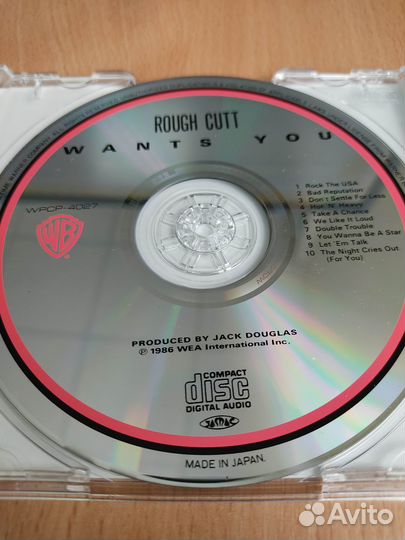 ROUGH CUTT
WANTS YOU
WPCP-4027
1 Rock The USA
2 Bad Reputation
3 Don't Settle For Less
4 Hot 'N' Heavy
5 Take A Chance
6 We Like It Loud
7 Double Trouble
8 You Wanna Be A Star
9 Let 'Em Talk
10 The Night Cries Out
(For You)
PRODUCED BY JACK DOUGLAS
℗ 1986 WEA International Inc.
COMPACT
disc
DIGITAL AUDIO
JASRAC
MADE IN JAPAN.
Avito